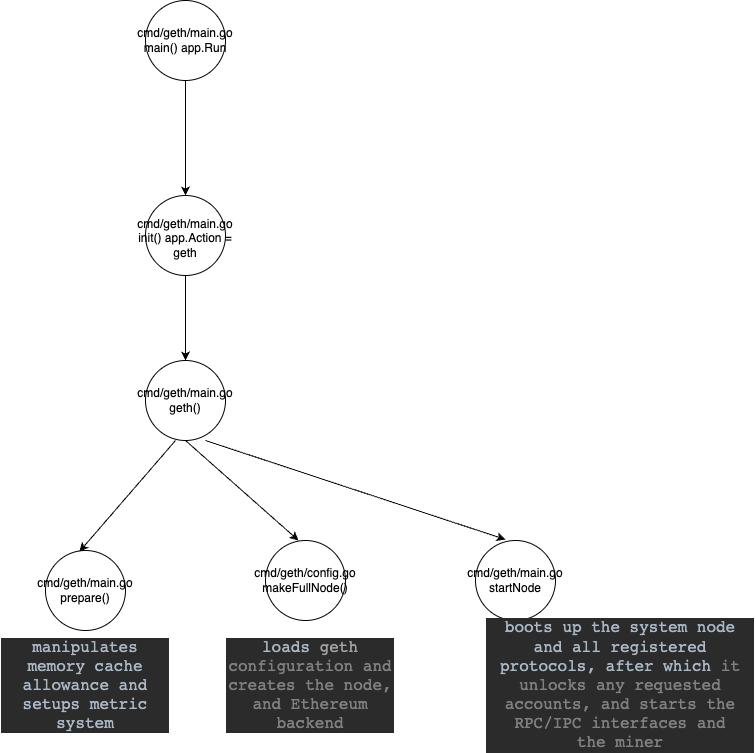 cmd/geth/main.go
main() app.Run
cmd/geth/main.go
init() app.Action =
geth
cmd/geth/main.go
geth()
cmd/geth/main.go
prepare()
cmd/geth/config.go
makeFullNode()
cmd/geth/main.go
startNode
manipulates
memory cache
allowance and
setups metric
system
loads geth
configuration and
creates the node,
and Ethereum
backend
boots up the system node
and all registered
protocols, after which it
unlocks any requested
accounts, and starts the
RPC/IPC interfaces and
the miner